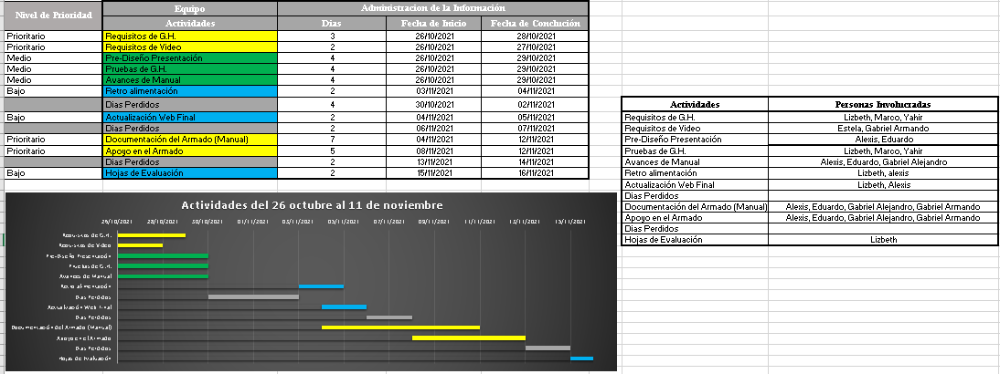 Nivel de Prioridad Equipo Administracion de la Información
Actividades Dias Fecha de Inicio Fecha de Conclución
Prioritario Requisitos de G.H. 3 26/10/2021 28/10/2021
Prioritario Requisitos de Video 2 26/10/2021 27/10/2021
Medio Pre-Diseño Presentación 4 26/10/2021 29/10/2021
Medio Pruebas de G.H. 4 26/10/2021 29/10/2021
Medio Avances de Manual 4 26/10/2021 29/10/2021
Bajo Retro alimentación 2 03/11/2021 04/11/2021
Dias Perdidos 4 30/10/2021 02/11/2021
Bajo Actualización Web Final 2 04/11/2021 05/11/2021
Dias Perdidos 2 06/11/2021 07/11/2021
Prioritario Documentación del Armado (Manual) 7 04/11/2021 12/11/2021
Prioritario Apoyo en el Armado 5 08/11/2021 12/11/2021
Dias Perdidos 2 13/11/2021 14/11/2021
Bajo Hojas de Evaluación 2 15/11/2021 16/11/2021
Actividades Personas Involucradas
Requisitos de G.H. Lizbeth, Marco, Yahir
Requisitos de Video Estela, Gabriel Armando
Pre-Diseño Presentación Alexis, Eduardo
Pruebas de G.H. Lizbeth, Marco, Yahir
Avances de Manual Alexis, Eduardo, Gabriel Alejandro
Retro alimentación Lizbeth, alexis
Actualización Web Final Lizbeth, Alexis
Dias Perdidos
Documentación del Armado (Manual) Alexis, Eduardo, Gabriel Alejandro, Gabriel Armando
Apoyo en el Armado Alexis, Eduardo, Gabriel Alejandro, Gabriel Armando
Dias Perdidos
Hojas de Evaluación Lizbeth
Actividades del 26 octubre al 11 de noviembre
26/10/2021 28/10/2021 30/10/2021 01/11/2021 03/11/2021 05/11/2021 07/11/2021 09/11/2021 11/11/2021 13/11/2021 15/11/2021
Requisitos de G.H.
Requisitos de Video
Pre-Diseño Presentación
Pruebas de G.H.
Avances de Manual
Retro alimentación
Dias Perdidos
Actualización Web Final
Dias Perdidos
Documentación del Armado (Manual)
Apoyo en el Armado
Dias Perdidos
Hojas de Evaluación